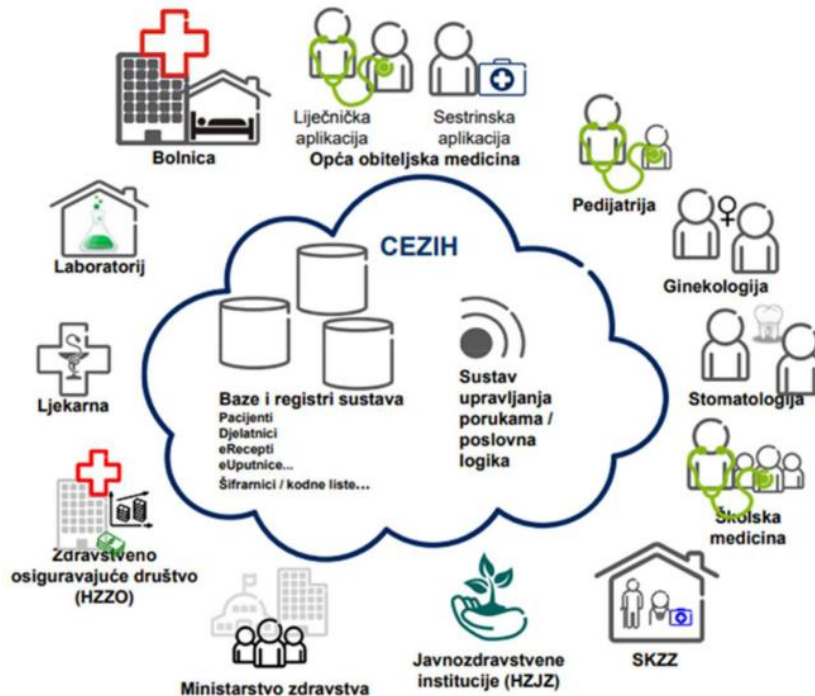 Bolnica
Liječnička
aplikacija
Sestrinska
aplikacija
Opća obiteljska medicina
Pedijatrija
Ginekologija
Stomatologija
Školska
medicina
SKZZ
Javnozdravstvene
institucije (HZJZ)
Ministarstvo zdravstva
Zdravstveno
osiguravajuće društvo
(HZZO)
Ljekarna
Laboratorij
CEZIH
Baze i registri sustava
Pacijenti
Djelatnici
eRecepti
eUputnice...
Šifrarnici / kodne liste...
Sustav
upravljanja
porukama /
poslovna
logika